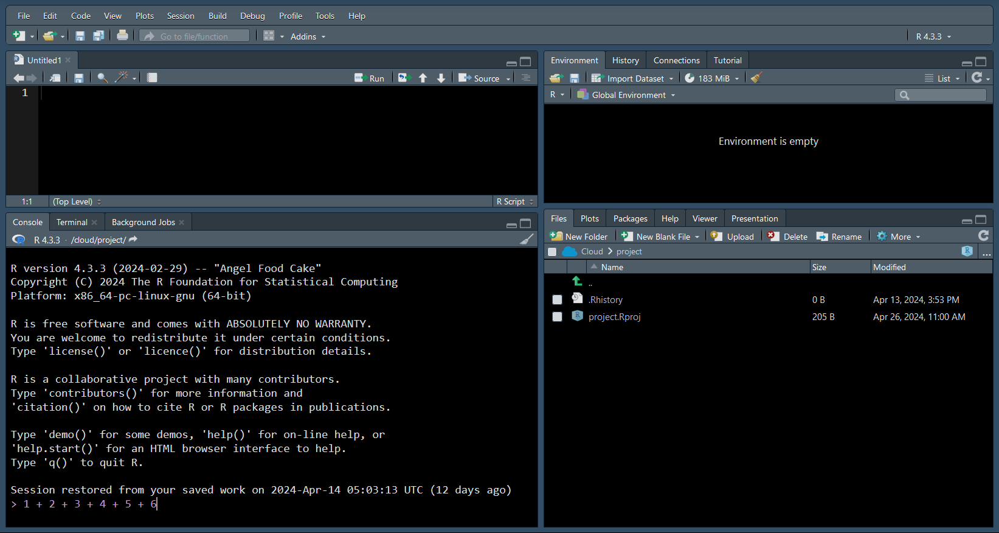 File Edit Code View Plots Session Build Debug Profile Tools Help
Go to file/function Addins R 4.3.3
Untitled1
Run Source
1
1:1 (Top Level) R Script
Console Terminal Background Jobs
R 4.3.3 · /cloud/project/
R version 4.3.3 (2024-02-29) -- "Angel Food Cake"
Copyright (C) 2024 The R Foundation for Statistical Computing
Platform: x86_64-pc-linux-gnu (64-bit)
R is free software and comes with ABSOLUTELY NO WARRANTY.
You are welcome to redistribute it under certain conditions.
Type 'license()' or 'licence()' for distribution details.
R is a collaborative project with many contributors.
Type 'contributors()' for more information and
'citation()' on how to cite R or R packages in publications.
Type 'demo()' for some demos, 'help()' for on-line help, or
'help.start()' for an HTML browser interface to help.
Type 'q()' to quit R.
Session restored from your saved work on 2024-Apr-14 05:03:13 UTC (12 days ago)
> 1 + 2 + 3 + 4 + 5 + 6
Environment History Connections Tutorial
Import Dataset 183 MiB List
R Global Environment
Environment is empty
Files Plots Packages Help Viewer Presentation
New Folder New Blank File Upload Delete Rename More
Cloud project ...
Name Size Modified
..
.Rhistory 0 B Apr 13, 2024, 3:53 PM
project.Rproj 205 B Apr 26, 2024, 11:00 AM